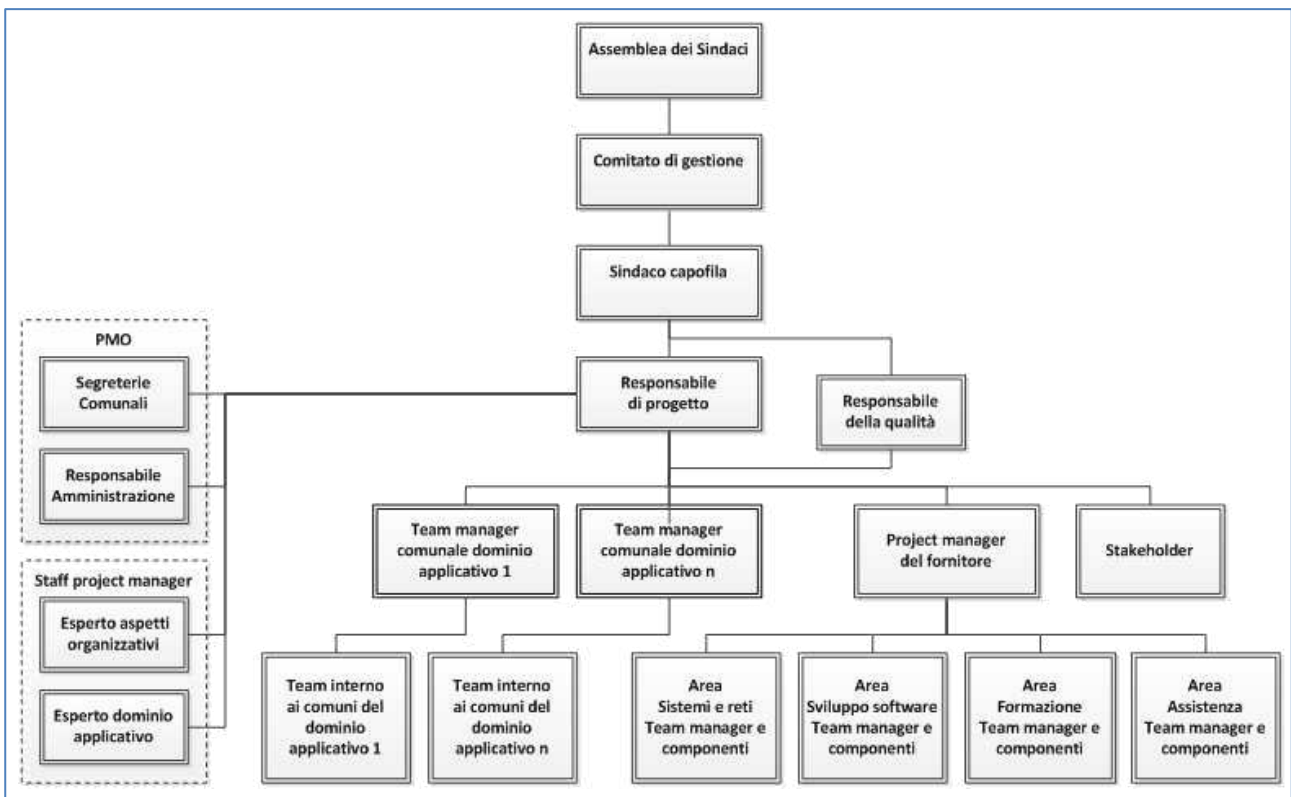 Assemblea dei Sindaci
Comitato di gestione
Sindaco capofila
PMO
Segreterie
Comunali
Responsabile
Amministrazione
Responsabile
di progetto
Responsabile
della qualità
Staff project manager
Esperto aspetti
organizzativi
Esperto dominio
applicativo
Team manager
comunale dominio
applicativo 1
Team manager
comunale dominio
applicativo n
Project manager
del fornitore
Stakeholder
Team interno
ai comuni del
dominio
applicativo 1
Team interno
ai comuni del
dominio
applicativo n
Area
Sistemi e reti
Team manager e
componenti
Area
Sviluppo software
Team manager e
componenti
Area
Formazione
Team manager e
componenti
Area
Assistenza
Team manager e
componenti